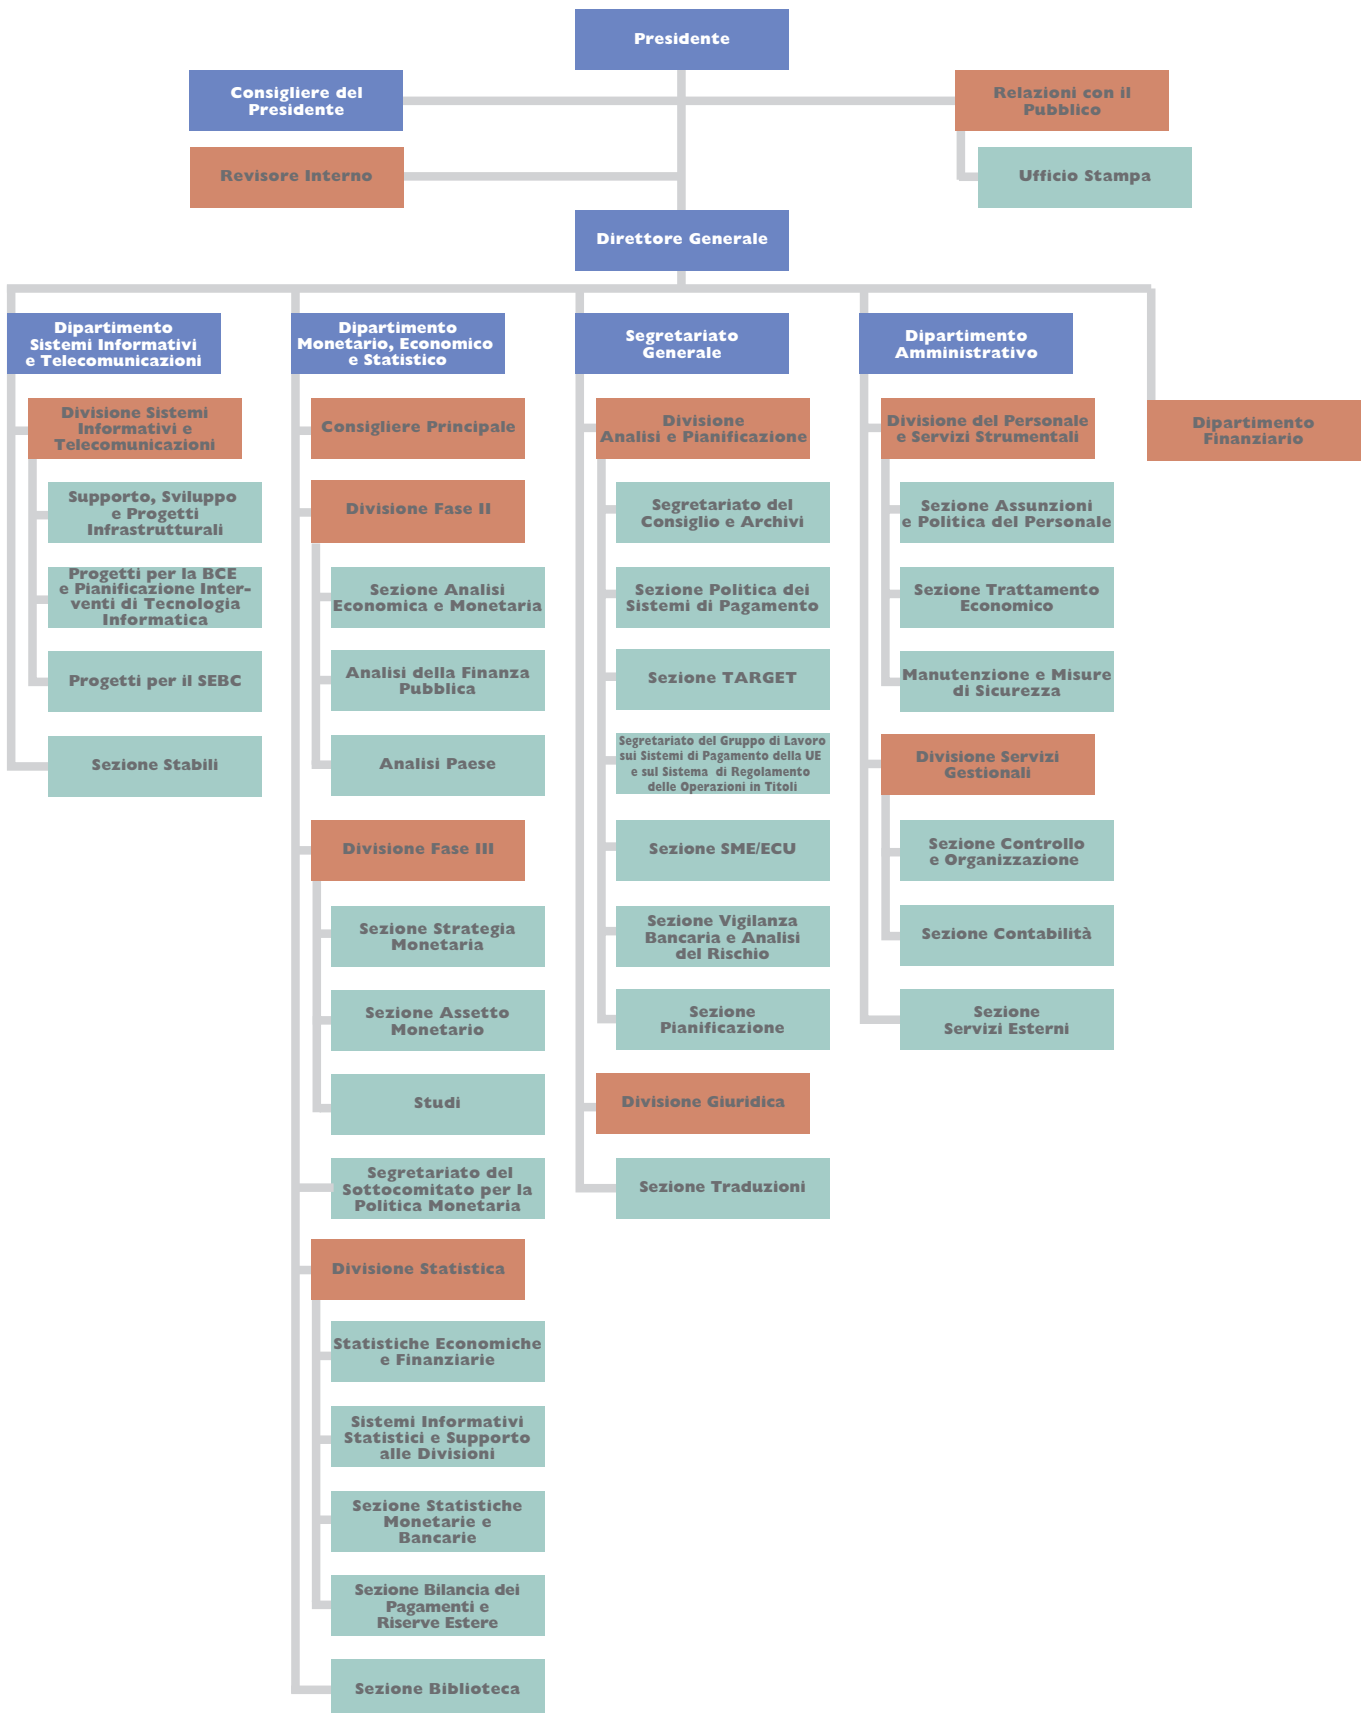 Presidente
Consigliere del
Presidente
Relazioni con il
Pubblico
Revisore Interno
Ufficio Stampa
Direttore Generale
Dipartimento
Sistemi Informativi
e Telecomunicazioni
Divisione Sistemi
Informativi e
Telecomunicazioni
Supporto, Sviluppo
e Progetti
Infrastrutturali
Progetti per la BCE
e Pianificazione Inter-
venti di Tecnologia
Informatica
Progetti per il SEBC
Sezione Stabili
Dipartimento
Monetario, Economico
e Statistico
Consigliere Principale
Divisione Fase II
Sezione Analisi
Economica e Monetaria
Analisi della Finanza
Pubblica
Analisi Paese
Divisione Fase III
Sezione Strategia
Monetaria
Sezione Assetto
Monetario
Studi
Segretariato del
Sottocomitato per la
Politica Monetaria
Divisione Statistica
Statistiche Economiche
e Finanziarie
Sistemi Informativi
Statistici e Supporto
alle Divisioni
Sezione Statistiche
Monetarie e
Bancarie
Sezione Bilancia dei
Pagamenti e
Riserve Estere
Sezione Biblioteca
Segretariato
Generale
Divisione
Analisi e Pianificazione
Segretariato del
Consiglio e Archivi
Sezione Politica dei
Sistemi di Pagamento
Sezione TARGET
Segretariato del Gruppo di Lavoro
sui Sistemi di Pagamento della UE
e sul Sistema di Regolamento
delle Operazioni in Titoli
Sezione SME/ECU
Sezione Vigilanza
Bancaria e Analisi
del Rischio
Sezione
Pianificazione
Divisione Giuridica
Sezione Traduzioni
Dipartimento
Amministrativo
Divisione del Personale
e Servizi Strumentali
Sezione Assunzioni
e Politica del Personale
Sezione Trattamento
Economico
Manutenzione e Misure
di Sicurezza
Divisione Servizi
Gestionali
Sezione Controllo
e Organizzazione
Sezione Contabilità
Sezione
Servizi Esterni
Dipartimento
Finanziario